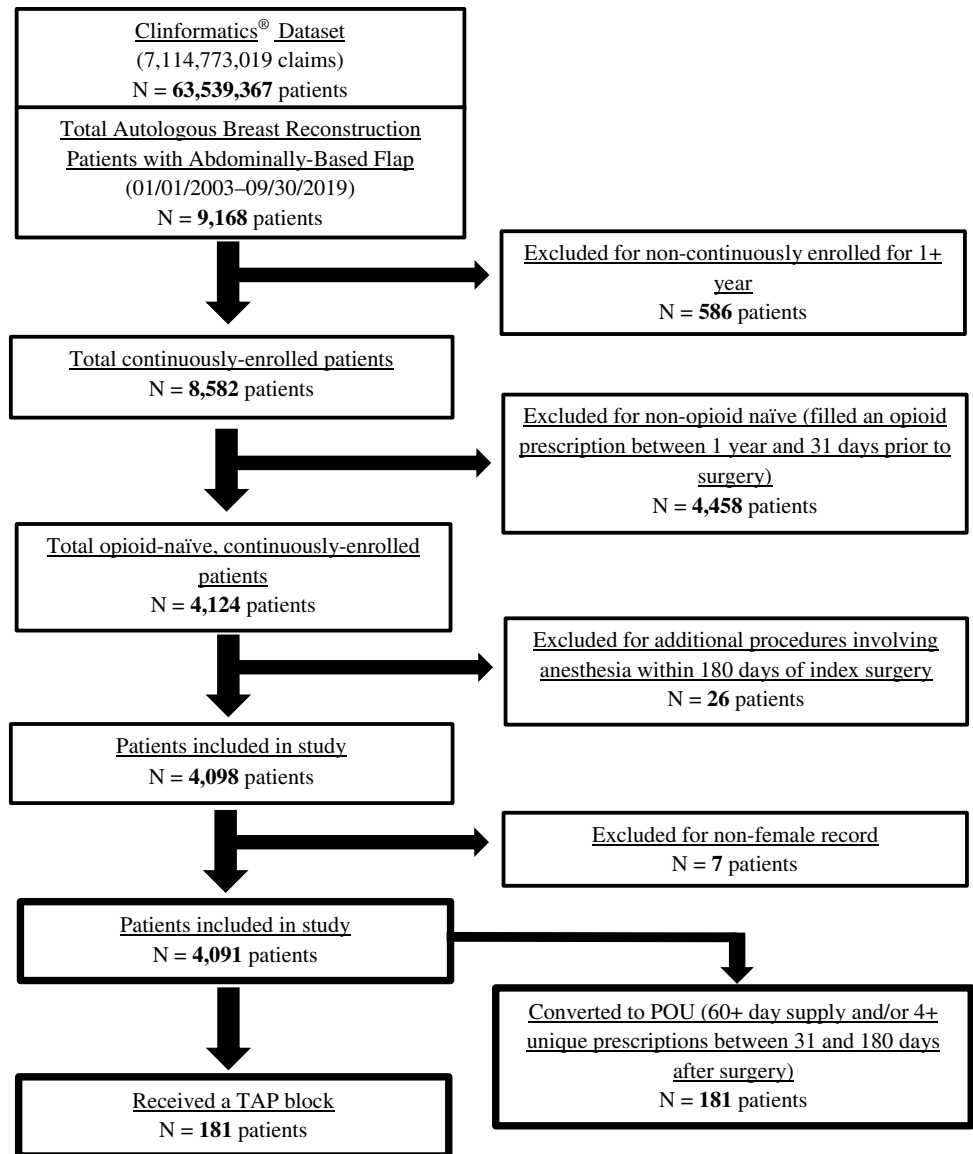 Clinformatics® Dataset
(7,114,773,019 claims)
N = 63,539,367 patients
Total Autologous Breast Reconstruction
Patients with Abdominally-Based Flap
(01/01/2003–09/30/2019)
N = 9,168 patients
Excluded for non-continuously enrolled for 1+
year
N = 586 patients
Total continuously-enrolled patients
N = 8,582 patients
Excluded for non-opioid naïve (filled an opioid
prescription between 1 year and 31 days prior to
surgery)
N = 4,458 patients
Total opioid-naïve, continuously-enrolled
patients
N = 4,124 patients
Excluded for additional procedures involving
anesthesia within 180 days of index surgery
N = 26 patients
Patients included in study
N = 4,098 patients
Excluded for non-female record
N = 7 patients
Patients included in study
N = 4,091 patients
Converted to POU (60+ day supply and/or 4+
unique prescriptions between 31 and 180 days
after surgery)
N = 181 patients
Received a TAP block
N = 181 patients